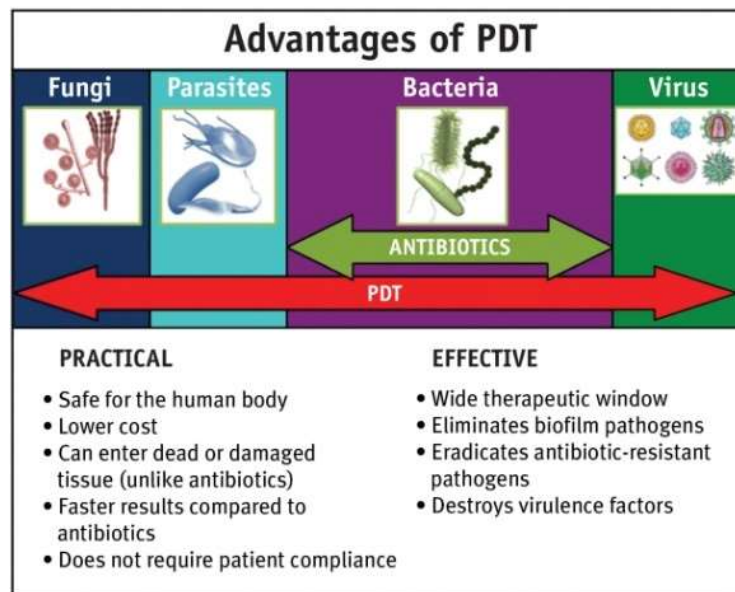 Advantages of PDT
Fungi
Parasites
Bacteria
Virus
ANTIBIOTICS
PDT
PRACTICAL
• Safe for the human body
• Lower cost
• Can enter dead or damaged
tissue (unlike antibiotics)
• Faster results compared to
antibiotics
• Does not require patient compliance
EFFECTIVE
• Wide therapeutic window
• Eliminates biofilm pathogens
• Eradicates antibiotic-resistant
pathogens
• Destroys virulence factors